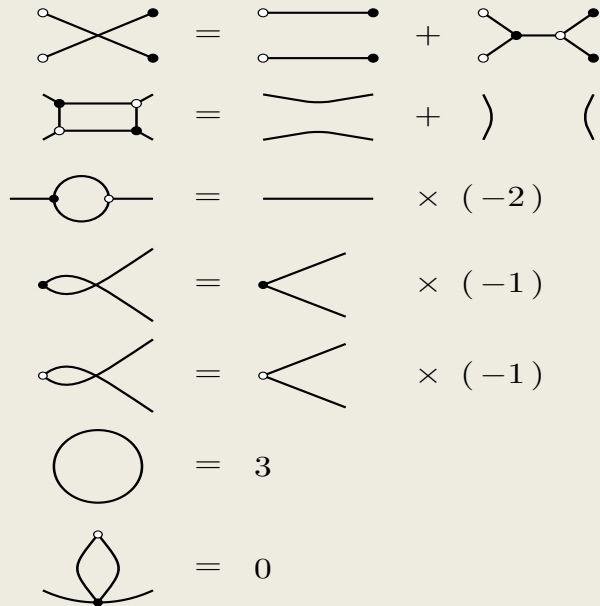 = +
= +
= × (−2)
= × (−1)
= × (−1)
= 3
= 0